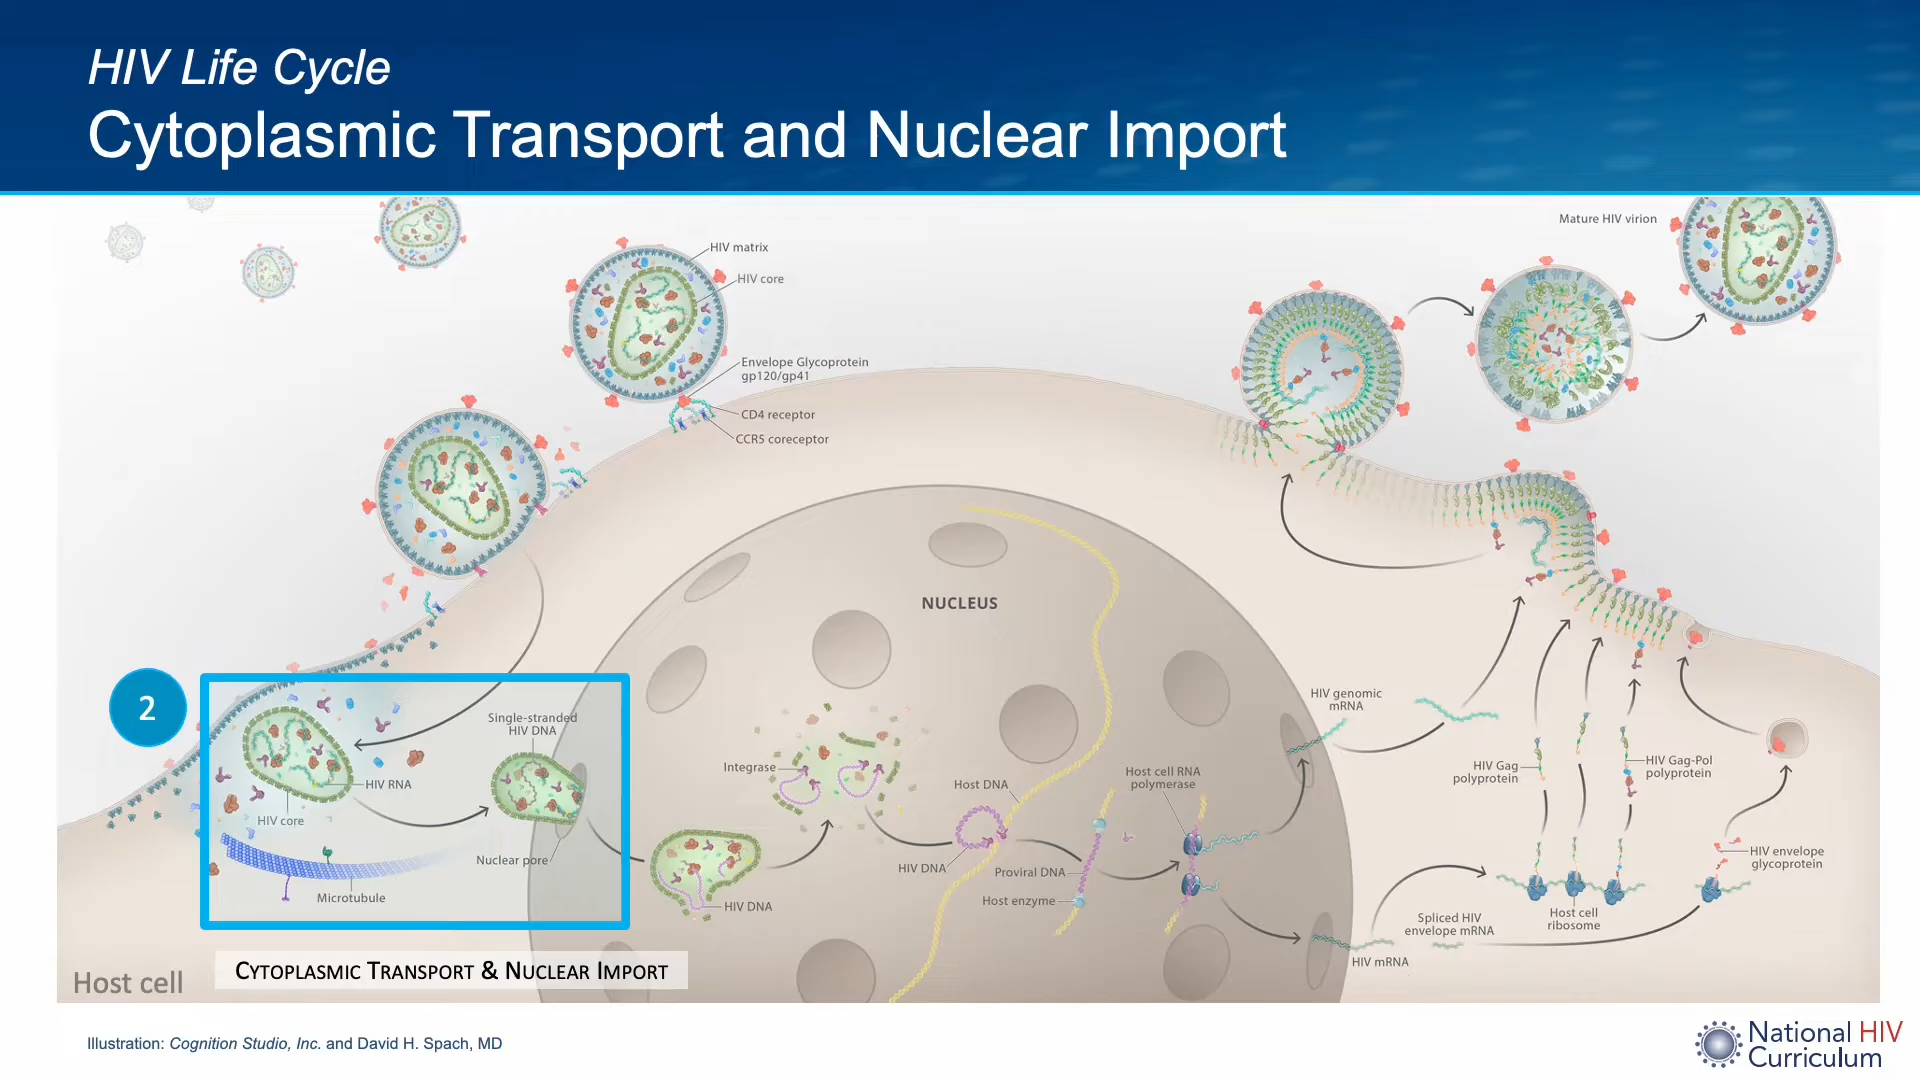 HIV Life Cycle
Cytoplasmic Transport and Nuclear Import
Mature HIV virion
HIV matrix
HIV core
Envelope Glycoprotein
gp120/gp41
CD4 receptor
CCR5 coreceptor
NUCLEUS
2
Single-stranded
HIV DNA
HIV RNA
HIV core
Nuclear pore
Microtubule
Integrase
HIV DNA
Host DNA
HIV DNA
Proviral DNA
Host enzyme
Host cell RNA
polymerase
HIV genomic
mRNA
HIV Gag
polyprotein
HIV Gag-Pol
polyprotein
HIV envelope
glycoprotein
Host cell
ribosome
Spliced HIV
envelope mRNA
HIV mRNA
Host cell
CYTOPLASMIC TRANSPORT & NUCLEAR IMPORT
Illustration: Cognition Studio, Inc. and David H. Spach, MD
National HIV
Curriculum